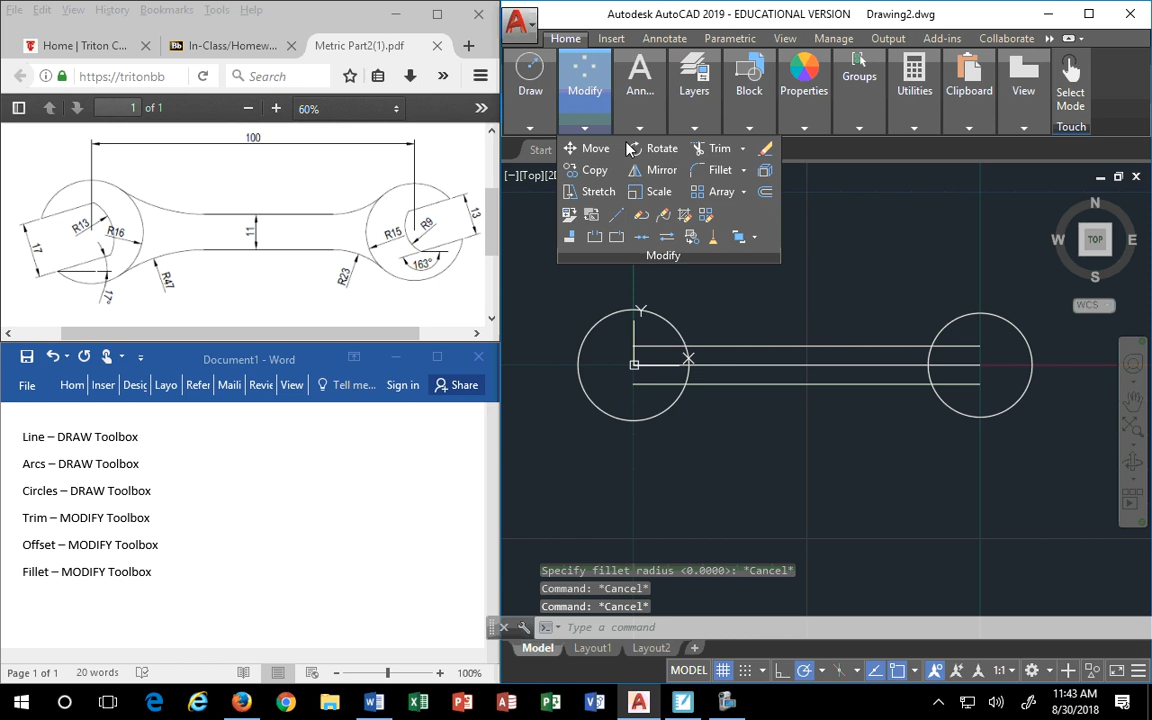 File Edit View History Bookmarks Tools Help
Home | Triton C...
In-Class/Homew...
Metric Part2(1).pdf
https://tritonbb
Search
1 of 1
60%
100
R13
R16
17
11
R15
R9
13
163°
R47
R23
17°
Document1 - Word
File Hom Inser Desig Layo Refer Maili Revie View Tell me... Sign in Share
Line – DRAW Toolbox
Arcs – DRAW Toolbox
Circles – DRAW Toolbox
Trim – MODIFY Toolbox
Offset – MODIFY Toolbox
Fillet – MODIFY Toolbox
Page 1 of 1 20 words 100%
Autodesk AutoCAD 2019 - EDUCATIONAL VERSION Drawing2.dwg
Home Insert Annotate Parametric View Manage Output Add-ins Collaborate
Draw Modify Ann... Layers Block Properties Groups Utilities Clipboard View Select Mode
Touch
Start
Move Rotate Trim
Copy Mirror Fillet
Stretch Scale Array
Modify
[−][Top][2D
N
W TOP E
S
WCS
Y
X
Specify fillet radius <0.0000>: *Cancel*
Command: *Cancel*
Command: *Cancel*
Type a command
Model Layout1 Layout2
MODEL 1:1
11:43 AM
8/30/2018